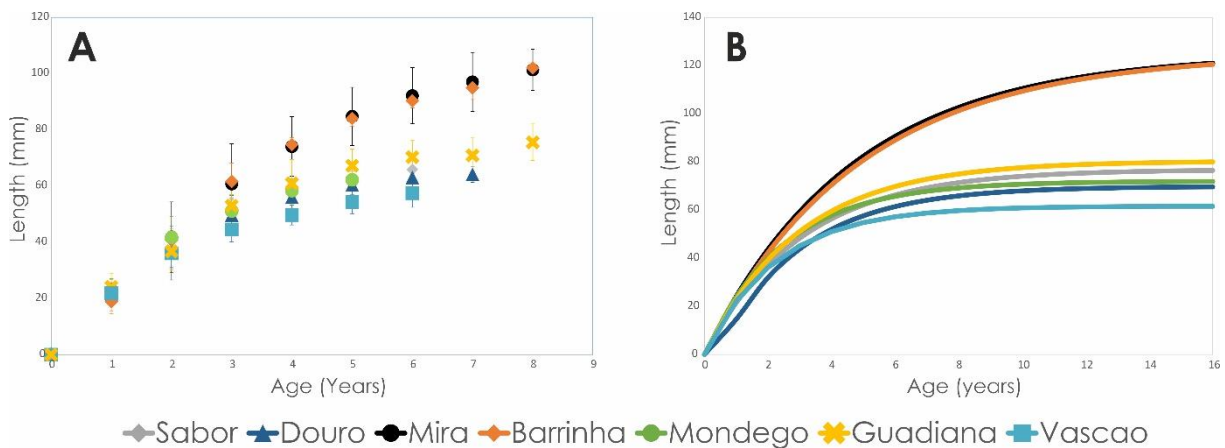 A
Length (mm)
120
100
80
60
40
20
0
0 1 2 3 4 5 6 7 8 9
Age (Years)
B
Length (mm)
140
120
100
80
60
40
20
0
0 2 4 6 8 10 12 14 16
Age (years)
Sabor Douro Mira Barrinha Mondego Guadiana Vascao